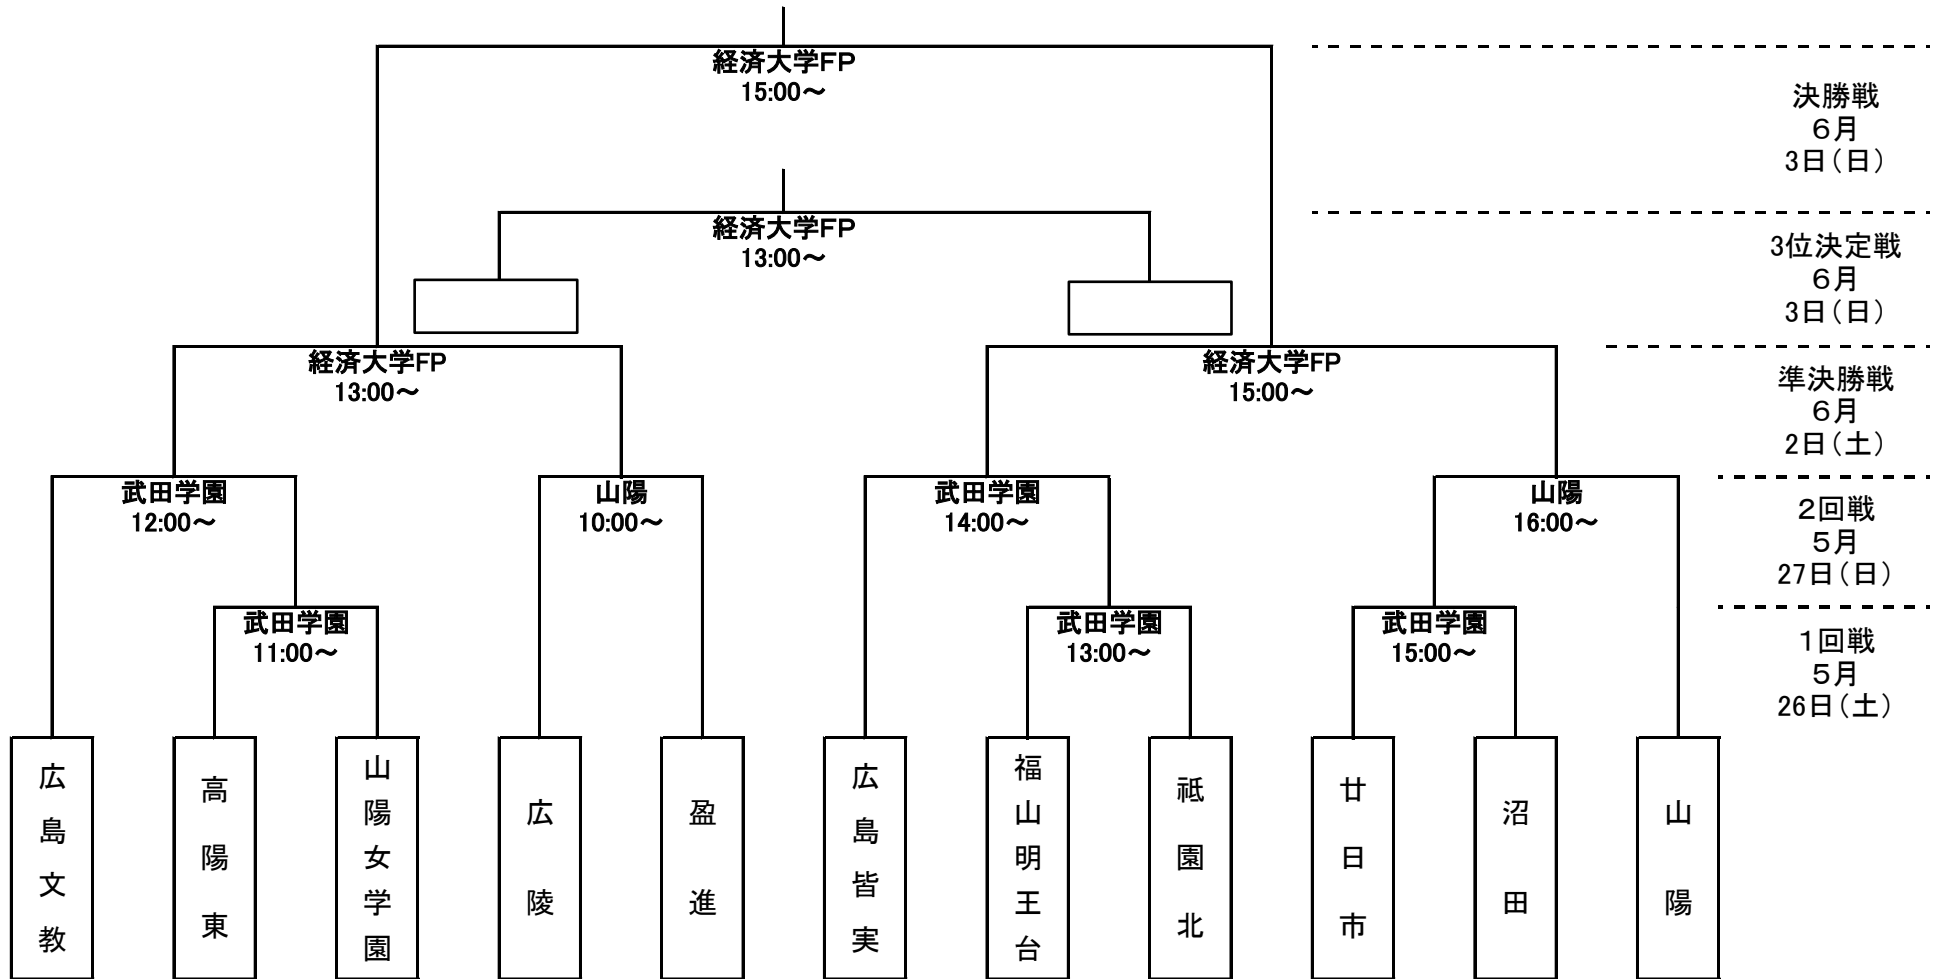 経済大学FP
15:00～
決勝戦
６月
3日（日）
経済大学FP
13:00～
3位決定戦
６月
3日（日）
経済大学FP
13:00～
経済大学FP
15:00～
準決勝戦
６月
2日（土）
武田学園
12:00～
山陽
10:00～
武田学園
14:00～
山陽
16:00～
２回戦
５月
27日（日）
武田学園
11:00～
武田学園
13:00～
武田学園
15:00～
１回戦
５月
26日（土）
広島文教
高陽東
山陽女学園
広陵
盈進
広島皆実
福山明王台
祇園北
廿日市
沼田
山陽